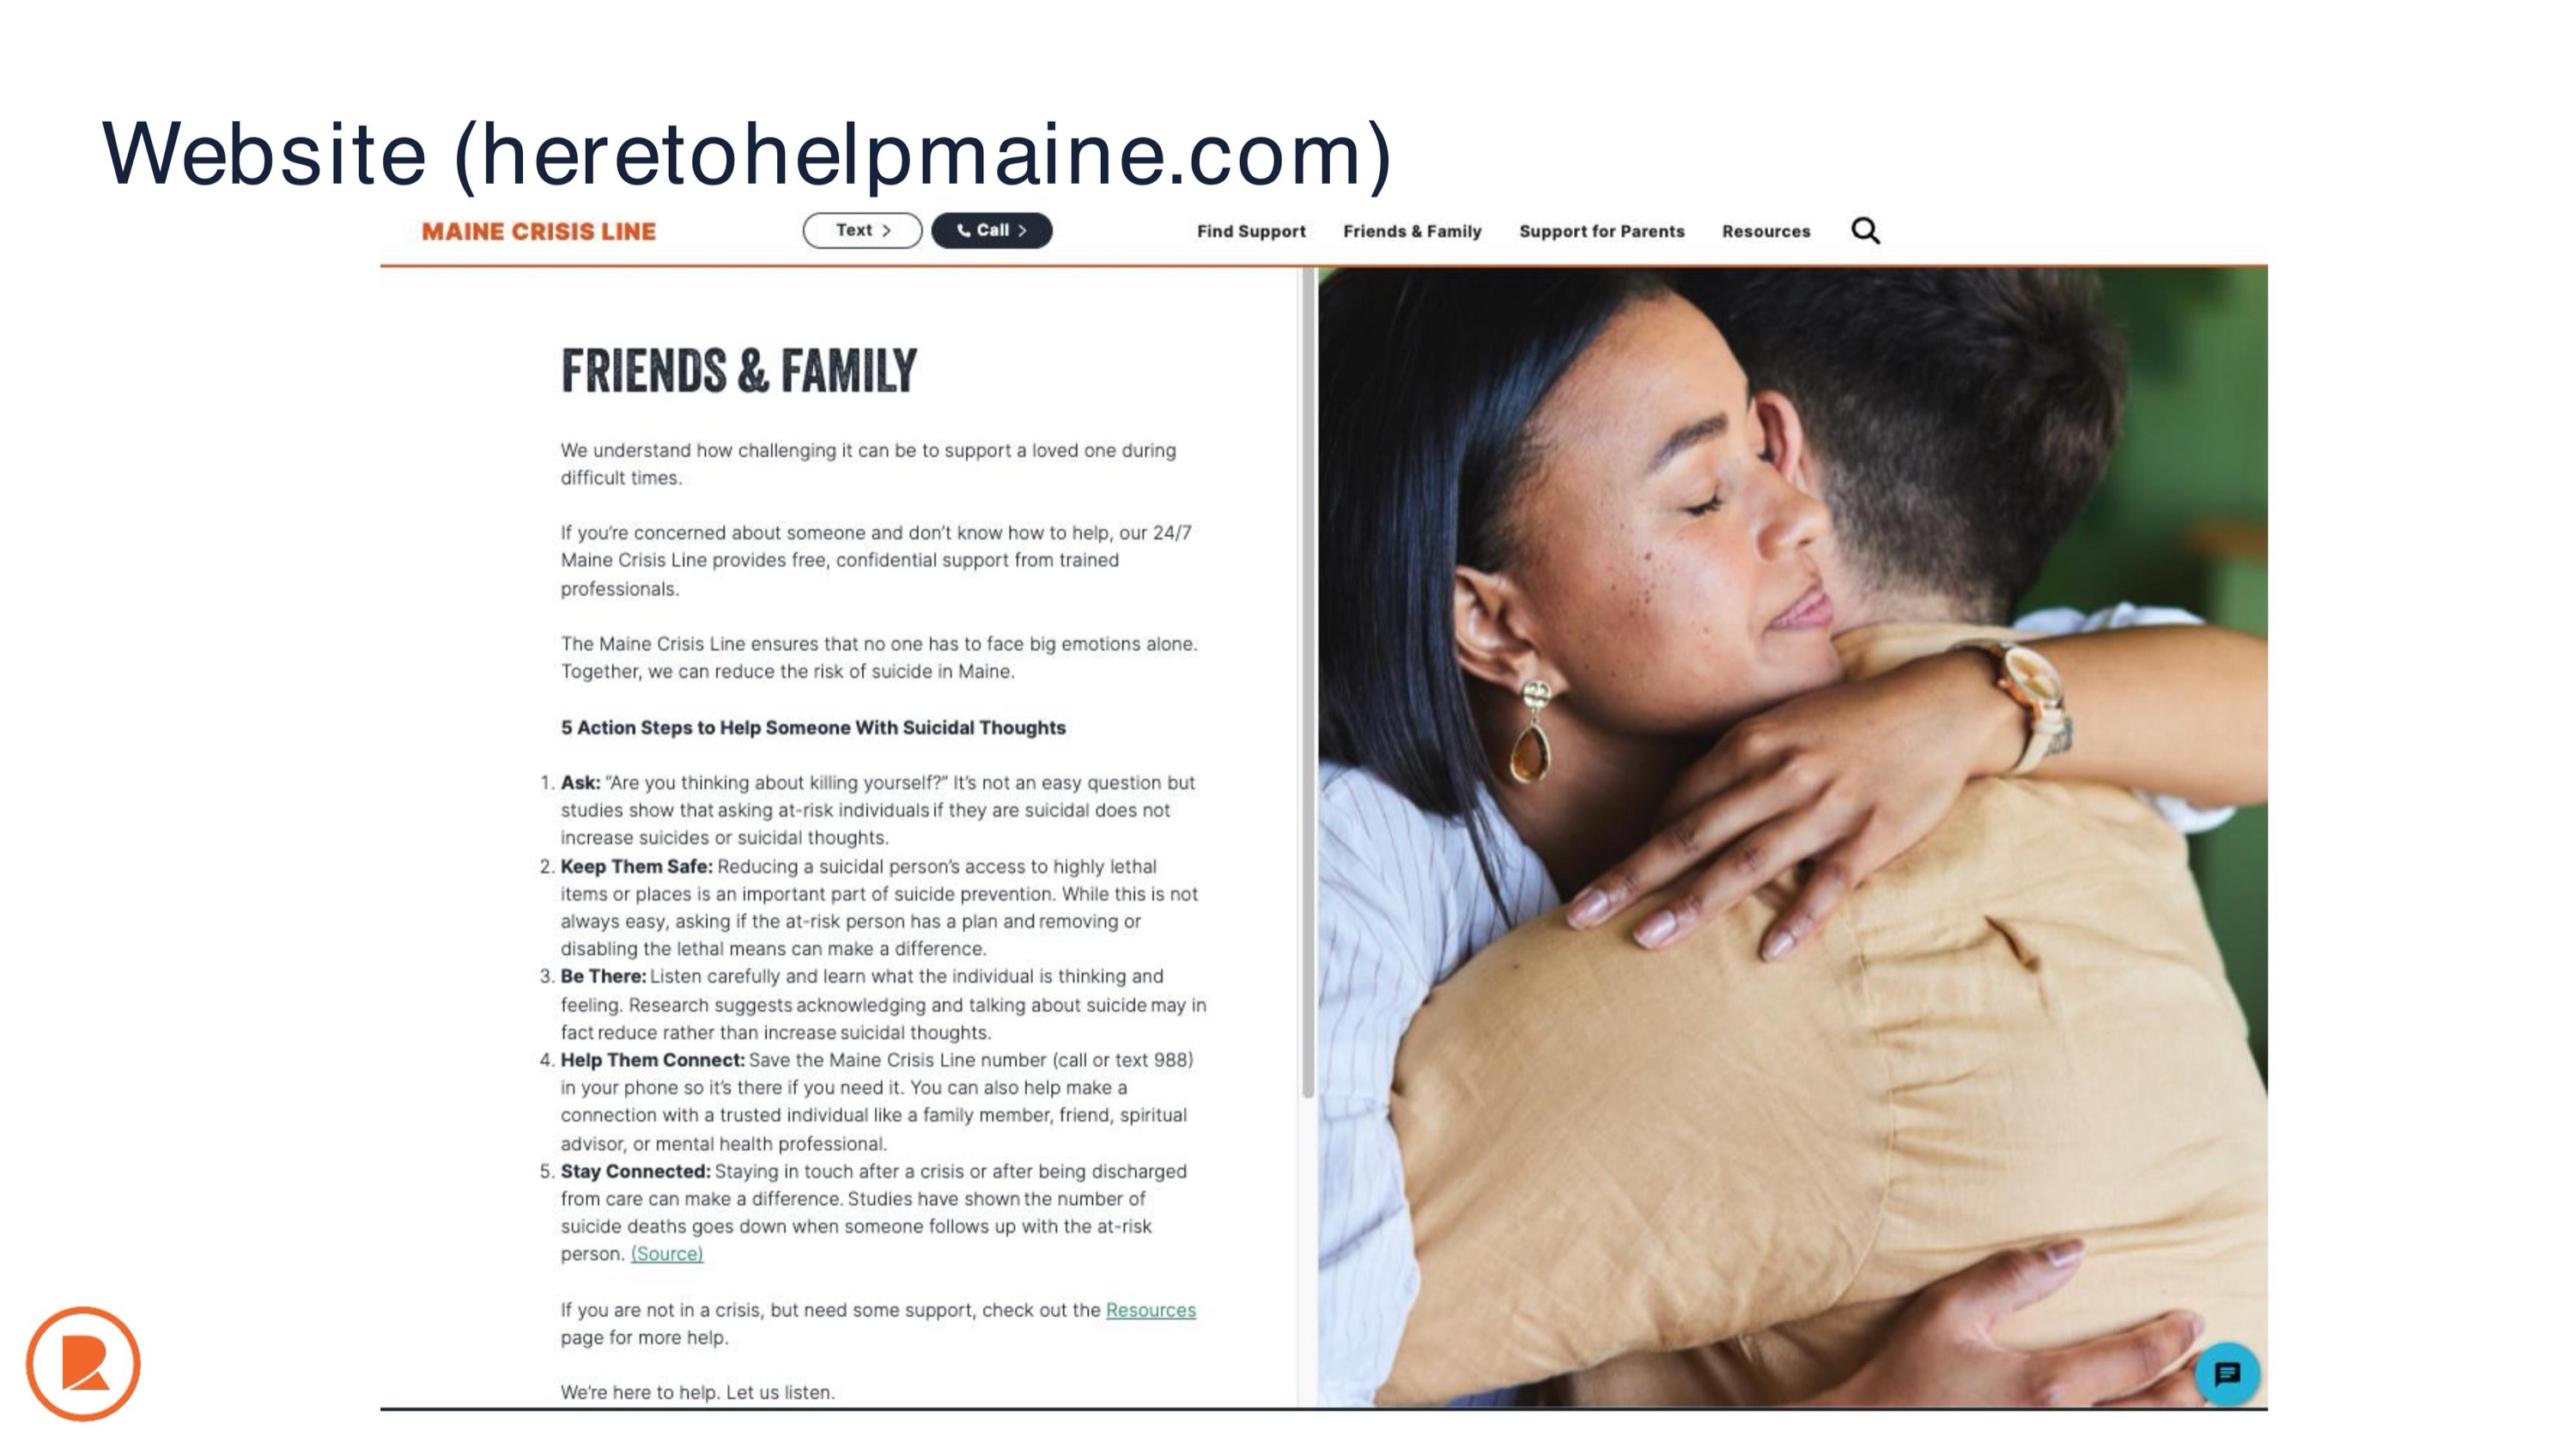 Website (heretohelpmaine.com)
MAINE CRISIS LINE
Text >
Call >
Find Support
Friends & Family
Support for Parents
Resources
FRIENDS & FAMILY
We understand how challenging it can be to support a loved one during
difficult times.
If you're concerned about someone and don't know how to help, our 24/7
Maine Crisis Line provides free, confidential support from trained
professionals.
The Maine Crisis Line ensures that no one has to face big emotions alone.
Together, we can reduce the risk of suicide in Maine.
5 Action Steps to Help Someone With Suicidal Thoughts
1. Ask: "Are you thinking about killing yourself?" It's not an easy question but
studies show that asking at-risk individuals if they are suicidal does not
increase suicides or suicidal thoughts.
2. Keep Them Safe: Reducing a suicidal person's access to highly lethal
items or places is an important part of suicide prevention. While this is not
always easy, asking if the at-risk person has a plan and removing or
disabling the lethal means can make a difference.
3. Be There: Listen carefully and learn what the individual is thinking and
feeling. Research suggests acknowledging and talking about suicide may in
fact reduce rather than increase suicidal thoughts.
4. Help Them Connect: Save the Maine Crisis Line number (call or text 988)
in your phone so it's there if you need it. You can also help make a
connection with a trusted individual like a family member, friend, spiritual
advisor, or mental health professional.
5. Stay Connected: Staying in touch after a crisis or after being discharged
from care can make a difference. Studies have shown the number of
suicide deaths goes down when someone follows up with the at-risk
person. (Source)
If you are not in a crisis, but need some support, check out the Resources
page for more help.
We're here to help. Let us listen.
R